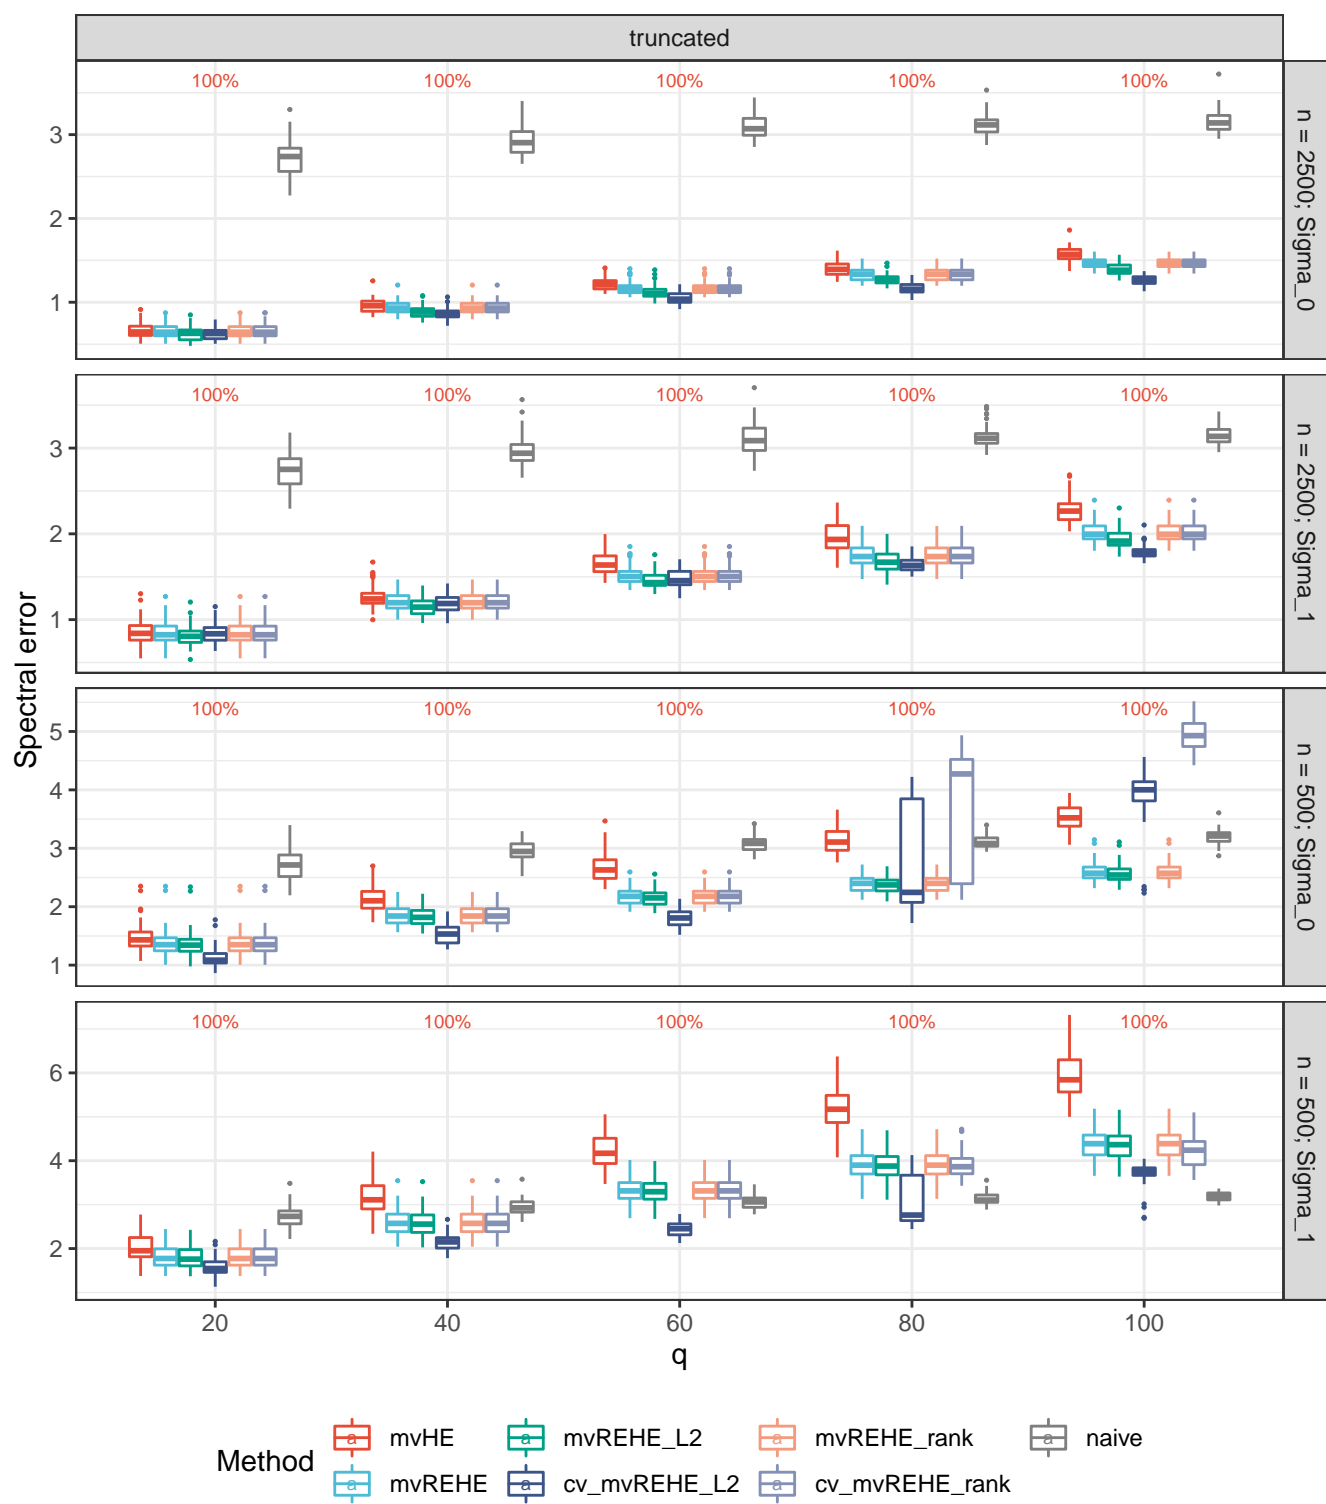 truncated
100% 100% 100% 100% 100%
3
2
1
n = 2500; Sigma_0
100% 100% 100% 100% 100%
3
2
1
n = 2500; Sigma_1
Spectral error
100% 100% 100% 100% 100%
5
4
3
2
1
n = 500; Sigma_0
100% 100% 100% 100% 100%
6
4
2
n = 500; Sigma_1
20 40 60 80 100
q
Method
a mvHE a mvREHE_L2 a mvREHE_rank a naive
a mvREHE a cv_mvREHE_L2 a cv_mvREHE_rank